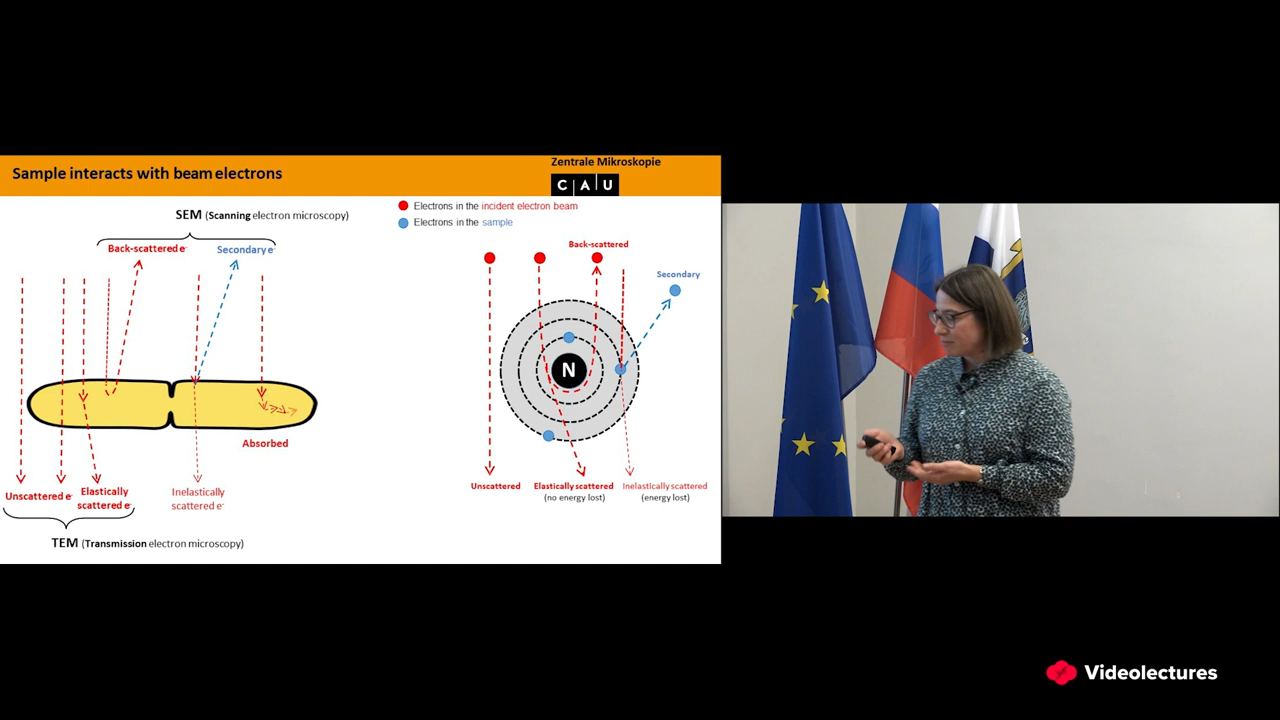 Sample interacts with beam electrons
Zentrale Mikroskopie
C A U
SEM (Scanning electron microscopy)
Back-scattered e-
Secondary e-
Absorbed
Unscattered e-
Elastically
scattered e-
Inelastically
scattered e-
TEM (Transmission electron microscopy)
Electrons in the incident electron beam
Electrons in the sample
Back-scattered
Secondary
N
Unscattered
Elastically scattered
(no energy lost)
Inelastically scattered
(energy lost)
Videolectures